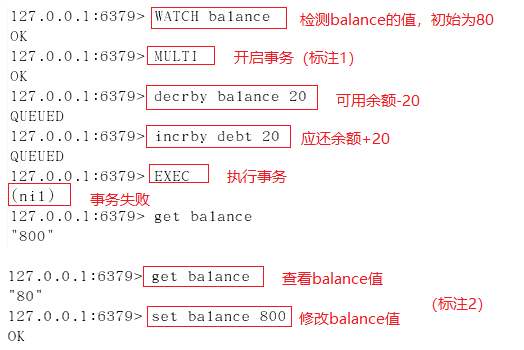 127.0.0.1:6379> WATCH balance 检测balance的值，初始为80
OK
127.0.0.1:6379> MULTI 开启事务（标注1）
OK
127.0.0.1:6379> decrby balance 20 可用余额-20
QUEUED
127.0.0.1:6379> incrby debt 20 应还余额+20
QUEUED
127.0.0.1:6379> EXEC 执行事务
(nil) 事务失败
127.0.0.1:6379> get balance
"800"
127.0.0.1:6379> get balance 查看balance值
"80" （标注2）
127.0.0.1:6379> set balance 800 修改balance值
OK